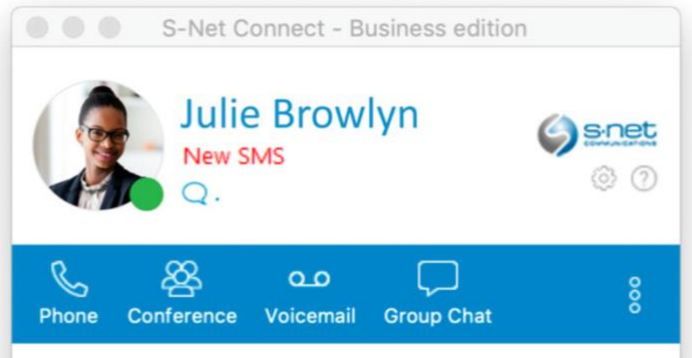 S-Net Connect - Business edition
Julie Browlyn
New SMS
.
s·net
COMMUNICATIONS
?
Phone Conference Voicemail Group Chat